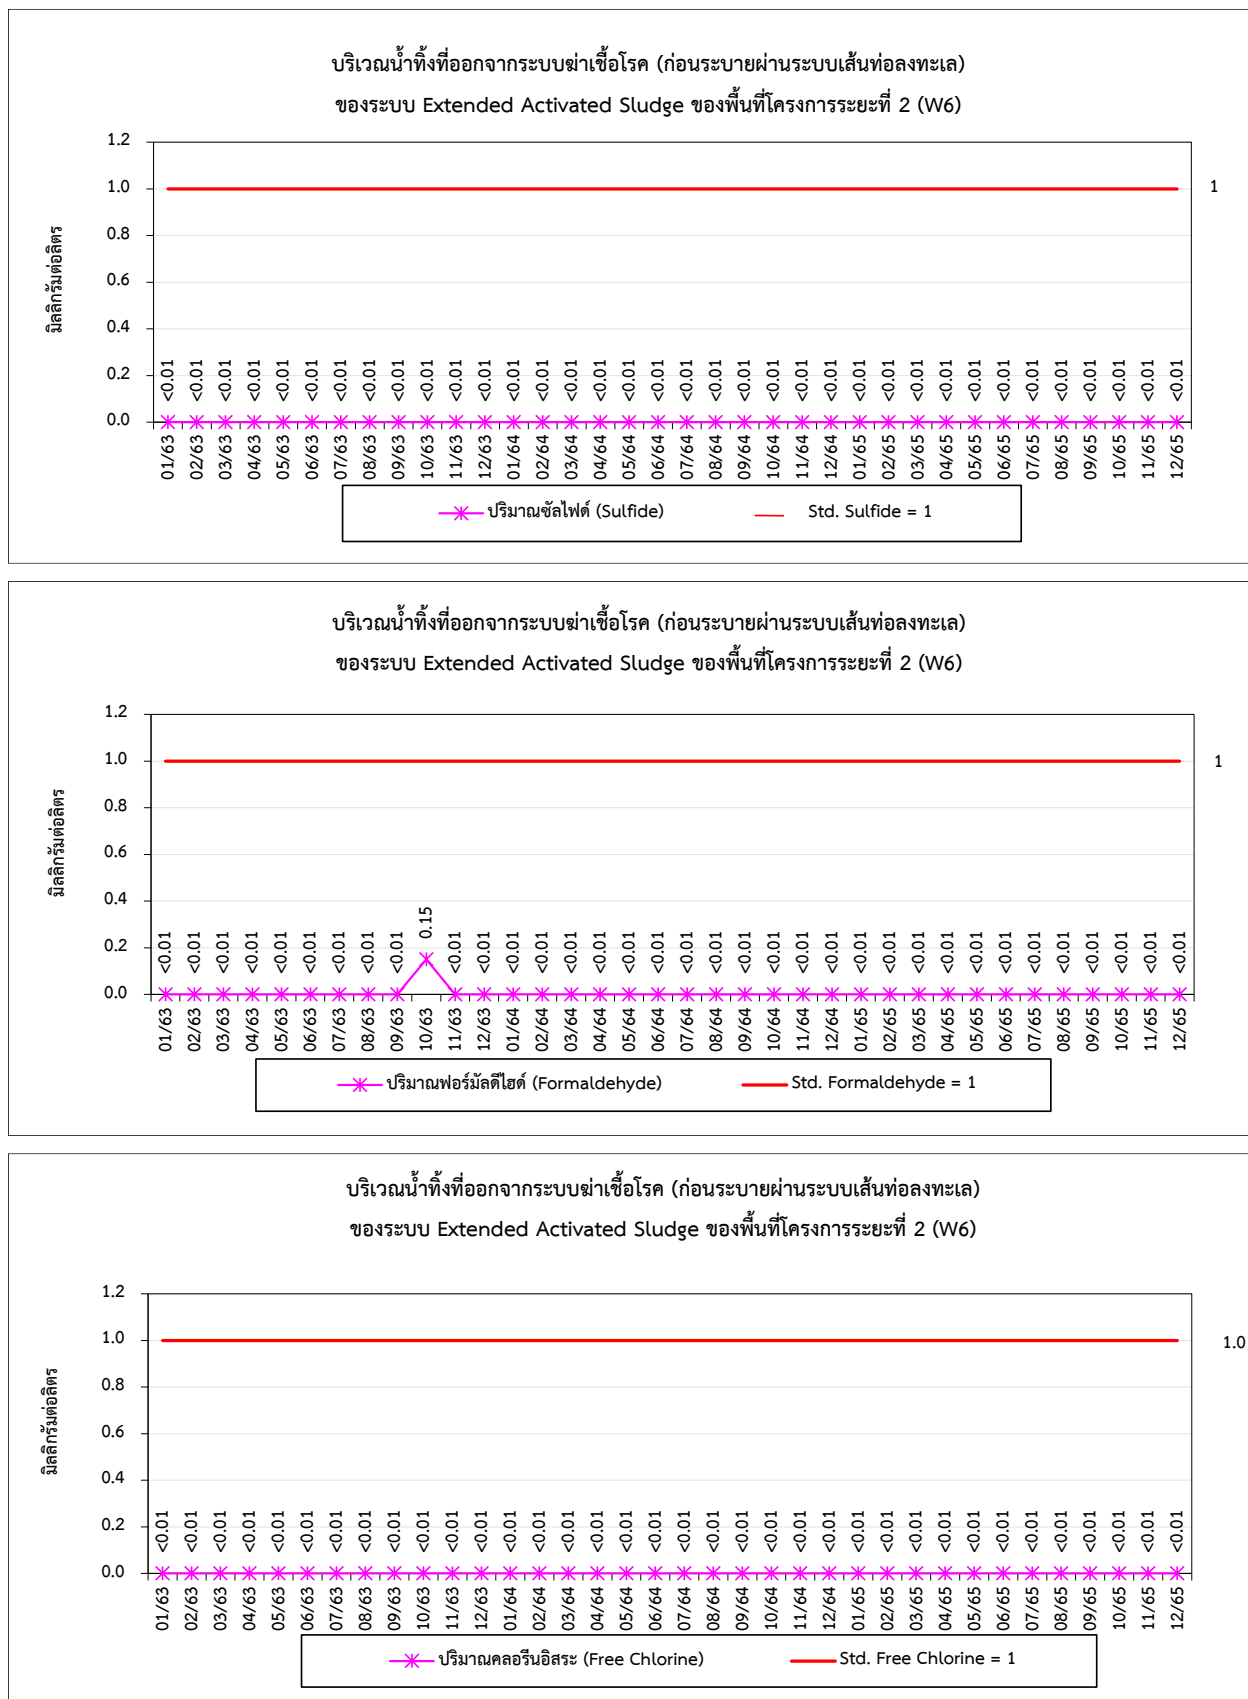 บริเวณน้ำทิ้งที่ออกจากระบบฆ่าเชื้อโรค (ก่อนระบายผ่านระบบเส้นท่อลงทะเล)
ของระบบ Extended Activated Sludge ของพื้นที่โครงการระยะที่ 2 (W6)
มิลลิกรัมต่อลิตร
1.2
1.0
0.8
0.6
0.4
0.2
0.0
1
<0.01 <0.01 <0.01 <0.01 <0.01 <0.01 <0.01 <0.01 <0.01 <0.01 <0.01 <0.01 <0.01 <0.01 <0.01 <0.01 <0.01 <0.01 <0.01 <0.01 <0.01 <0.01 <0.01 <0.01 <0.01 <0.01 <0.01 <0.01 <0.01 <0.01 <0.01 <0.01 <0.01 <0.01 <0.01 <0.01
01/63 02/63 03/63 04/63 05/63 06/63 07/63 08/63 09/63 10/63 11/63 12/63 01/64 02/64 03/64 04/64 05/64 06/64 07/64 08/64 09/64 10/64 11/64 12/64 01/65 02/65 03/65 04/65 05/65 06/65 07/65 08/65 09/65 10/65 11/65 12/65
ปริมาณซัลไฟด์ (Sulfide) Std. Sulfide = 1
บริเวณน้ำทิ้งที่ออกจากระบบฆ่าเชื้อโรค (ก่อนระบายผ่านระบบเส้นท่อลงทะเล)
ของระบบ Extended Activated Sludge ของพื้นที่โครงการระยะที่ 2 (W6)
มิลลิกรัมต่อลิตร
1.2
1.0
0.8
0.6
0.4
0.2
0.0
1
<0.01 <0.01 <0.01 <0.01 <0.01 <0.01 <0.01 <0.01 <0.01 0.15 <0.01 <0.01 <0.01 <0.01 <0.01 <0.01 <0.01 <0.01 <0.01 <0.01 <0.01 <0.01 <0.01 <0.01 <0.01 <0.01 <0.01 <0.01 <0.01 <0.01 <0.01 <0.01 <0.01 <0.01 <0.01 <0.01
01/63 02/63 03/63 04/63 05/63 06/63 07/63 08/63 09/63 10/63 11/63 12/63 01/64 02/64 03/64 04/64 05/64 06/64 07/64 08/64 09/64 10/64 11/64 12/64 01/65 02/65 03/65 04/65 05/65 06/65 07/65 08/65 09/65 10/65 11/65 12/65
ปริมาณฟอร์มัลดีไฮด์ (Formaldehyde) Std. Formaldehyde = 1
บริเวณน้ำทิ้งที่ออกจากระบบฆ่าเชื้อโรค (ก่อนระบายผ่านระบบเส้นท่อลงทะเล)
ของระบบ Extended Activated Sludge ของพื้นที่โครงการระยะที่ 2 (W6)
มิลลิกรัมต่อลิตร
1.2
1.0
0.8
0.6
0.4
0.2
0.0
1.0
<0.01 <0.01 <0.01 <0.01 <0.01 <0.01 <0.01 <0.01 <0.01 <0.01 <0.01 <0.01 <0.01 <0.01 <0.01 <0.01 <0.01 <0.01 <0.01 <0.01 <0.01 <0.01 <0.01 <0.01 <0.01 <0.01 <0.01 <0.01 <0.01 <0.01 <0.01 <0.01 <0.01 <0.01 <0.01 <0.01
01/63 02/63 03/63 04/63 05/63 06/63 07/63 08/63 09/63 10/63 11/63 12/63 01/64 02/64 03/64 04/64 05/64 06/64 07/64 08/64 09/64 10/64 11/64 12/64 01/65 02/65 03/65 04/65 05/65 06/65 07/65 08/65 09/65 10/65 11/65 12/65
ปริมาณคลอรีนอิสระ (Free Chlorine) Std. Free Chlorine = 1